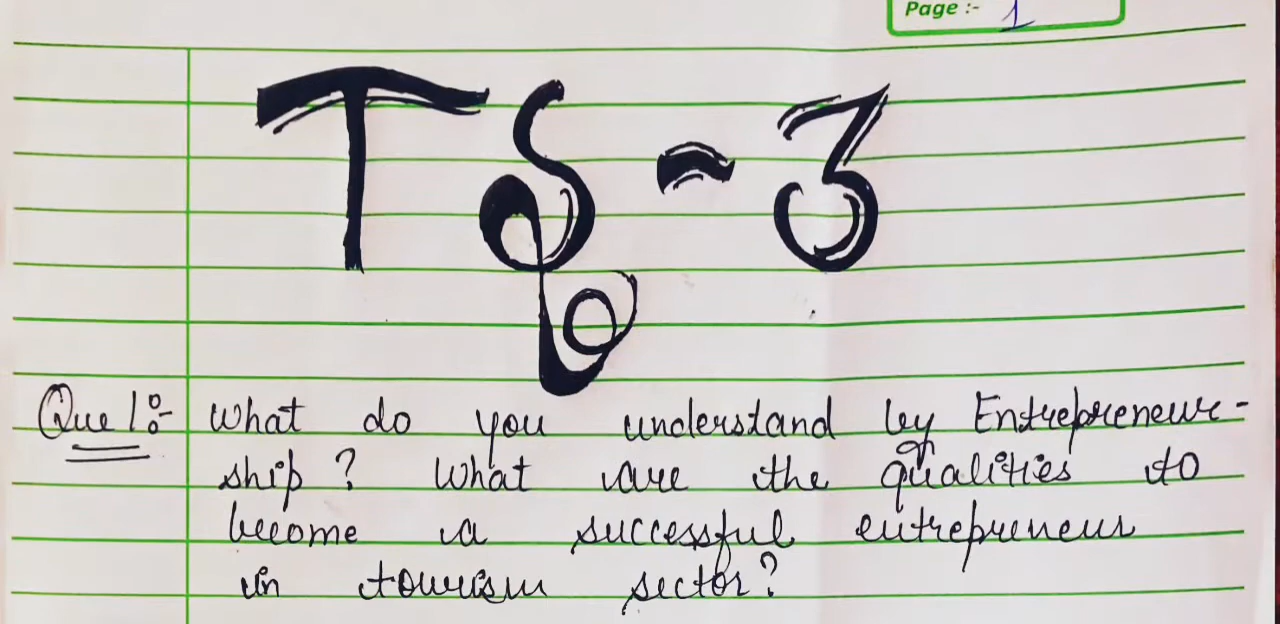 Page :- 1
TS-3
Que 1:- What do you understand by Entrepreneur-
ship? What are the qualities to
become a successful entrepreneur
in tourism sector?